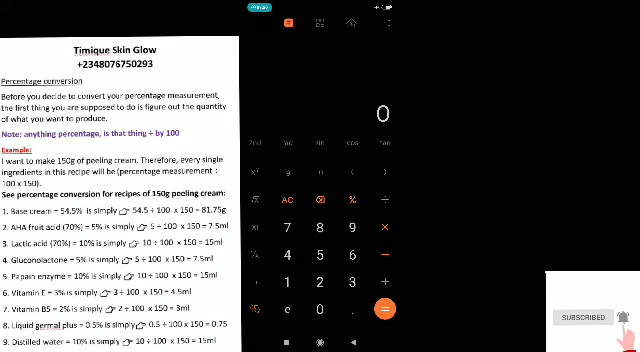 Timique Skin Glow
+2348076750293
Percentage conversion
Before you decide to convert your percentage measurement,
the first thing you are supposed to do is figure out the quantity
of what you want to produce.
Note: anything percentage, is that thing ÷ by 100
Example:
I want to make 150g of peeling cream. Therefore, every single
ingredients in this recipe will be (percentage measurement ÷
100 x 150).
See percentage conversion for recipes of 150g peeling cream:
1. Base cream = 54.5% is simply 👉 54.5 ÷ 100 x 150 = 81.75g
2. AHA fruit acid (70%) = 5% is simply 👉 5 ÷ 100 x 150 = 7.5ml
3. Lactic acid (70%) = 10% is simply 👉 10 ÷ 100 x 150 = 15ml
4. Gluconolactone = 5% is simply 👉 5 ÷ 100 x 150 = 7.5ml
5. Papain enzyme = 10% is simply 👉 10 ÷ 100 x 150 = 15ml
6. Vitamin E = 3% is simply 👉 3 ÷ 100 x 150 = 4.5ml
7. Vitamin B5 = 2% is simply 👉 2 ÷ 100 x 150 = 3ml
8. Liquid germal plus = 0.5% is simply 👉 0.5 ÷ 100 x 150 = 0.75
9. Distilled water = 10% is simply 👉 10 ÷ 100 x 150 = 15ml
0
2nd rad sin cos tan
( )
√x AC % ÷
x! 7 8 9 ×
¹/x 4 5 6 −
1 2 3 +
e 0 . =
SUBSCRIBED